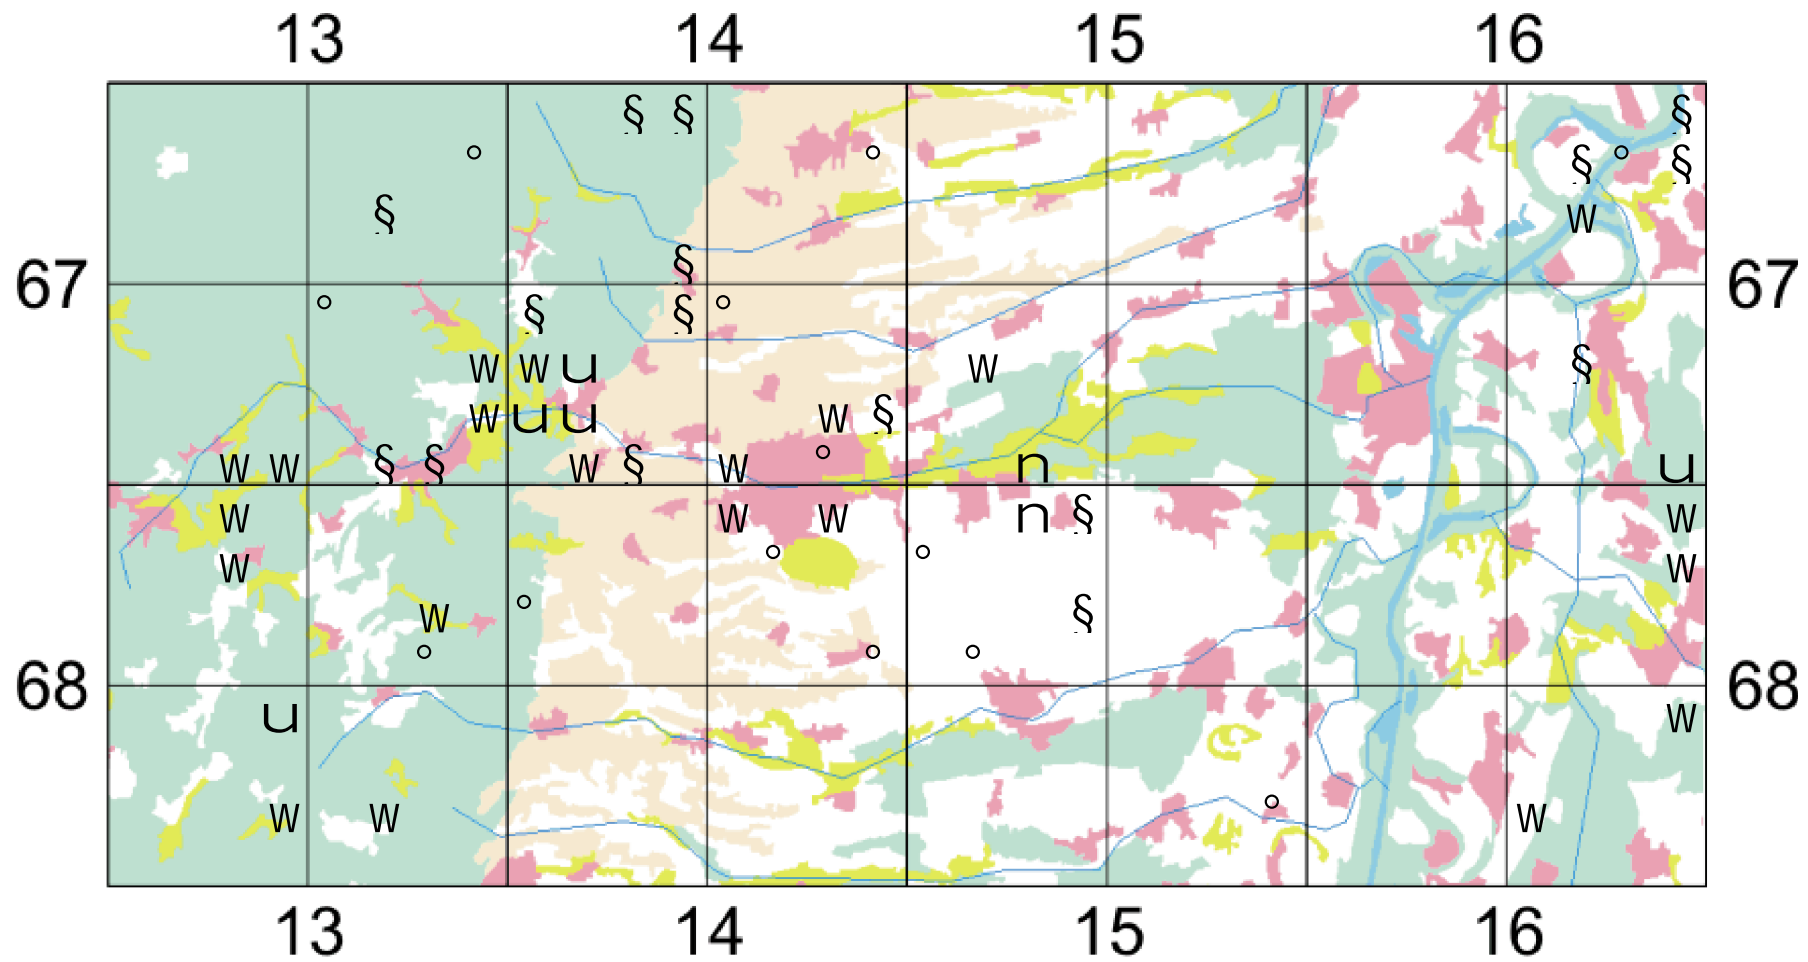 13 14 15 16
§ § §
§ § §
§ W
§
67 67
§ § §
W W u W §
W u u W §
W W § § W § W n u
W W W n § W
W W
W §
68 68
u W
W W W
13 14 15 16